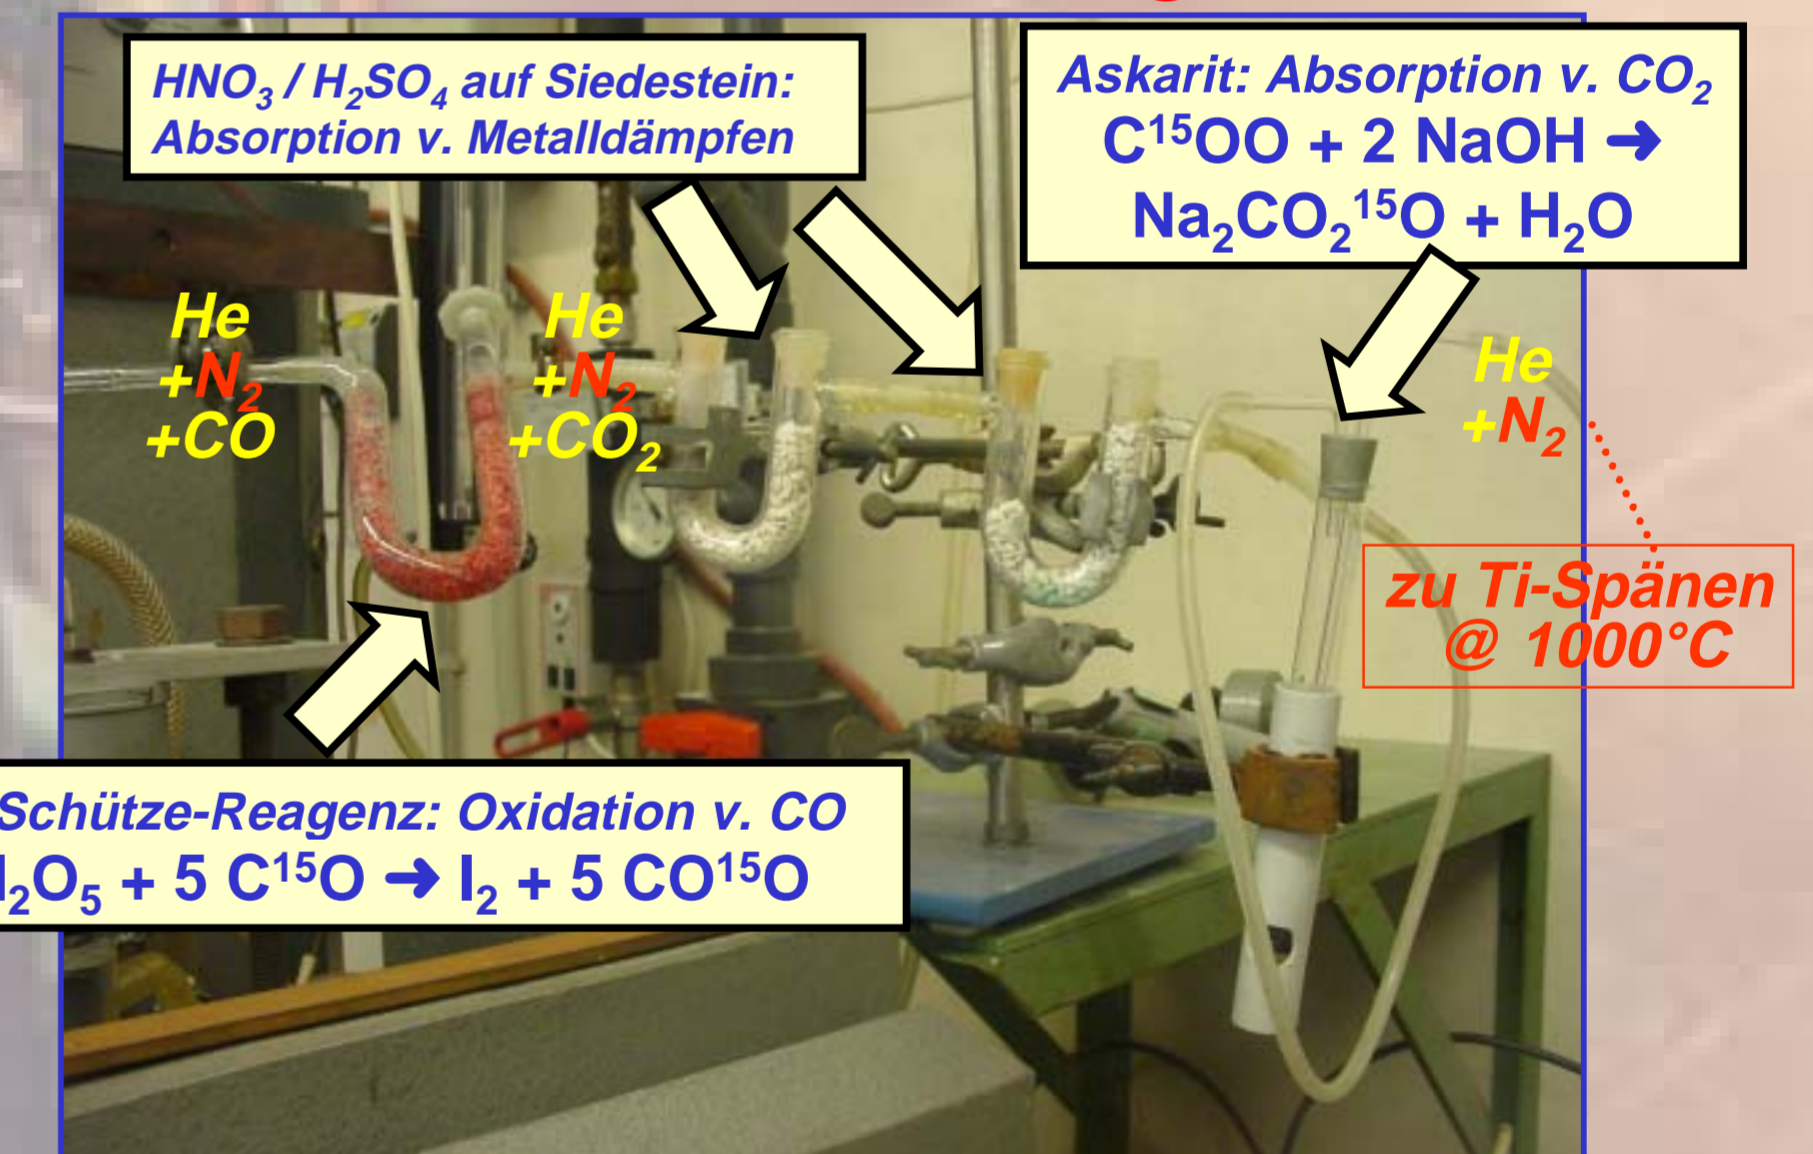 HNO₃ / H₂SO₄ auf Siedestein:
Absorption v. Metalldämpfen
Askarit: Absorption v. CO₂
C¹⁵OO + 2 NaOH ➔
Na₂CO₂¹⁵O + H₂O
He
+N₂
+CO
He
+N₂
+CO₂
He
+N₂
zu Ti-Spänen
@ 1000°C
Schütze-Reagenz: Oxidation v. CO
I₂O₅ + 5 C¹⁵O ➔ I₂ + 5 CO¹⁵O